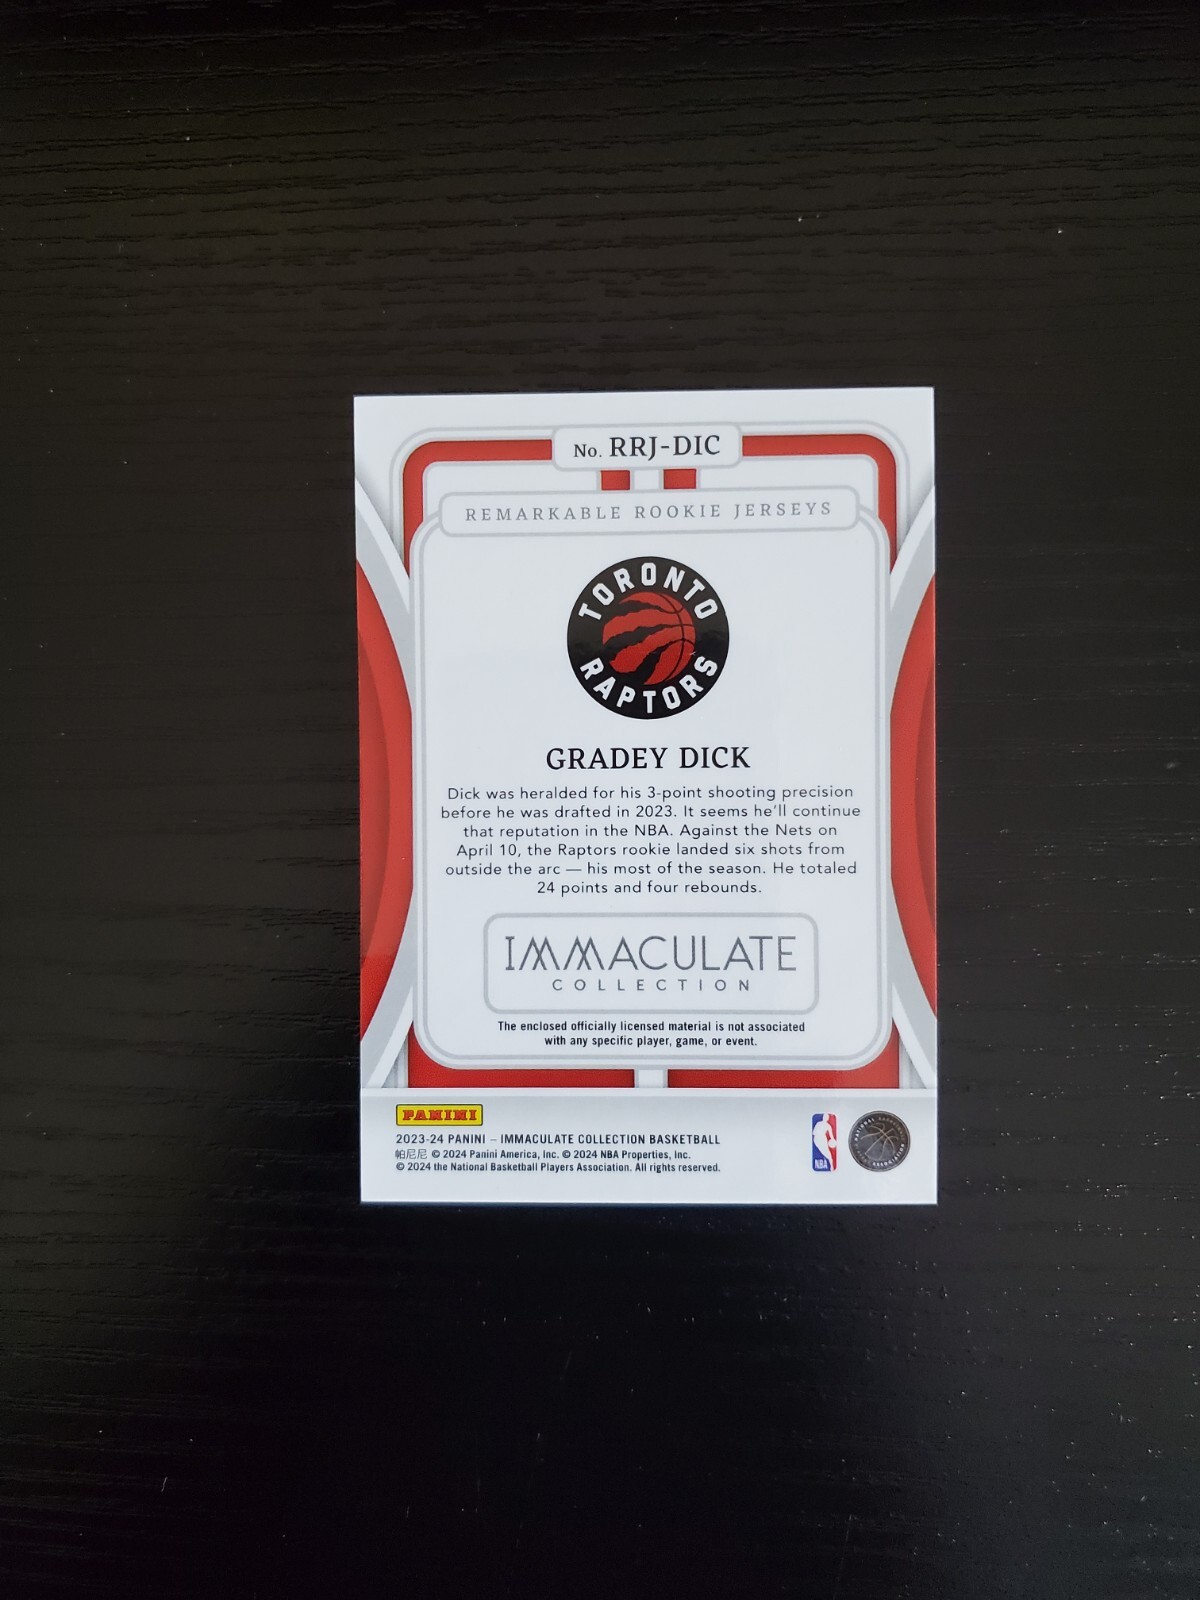 No. RRJ-DIC
REMARKABLE ROOKIE JERSEYS
TORONTO
RAPTORS
GRADEY DICK
Dick was heralded for his 3-point shooting precision
before he was drafted in 2023. It seems he'll continue
that reputation in the NBA. Against the Nets on
April 10, the Raptors rookie landed six shots from
outside the arc — his most of the season. He totaled
24 points and four rebounds.
IMMACULATE
COLLECTION
The enclosed officially licensed material is not associated
with any specific player, game, or event.
PANINI
2023-24 PANINI – IMMACULATE COLLECTION BASKETBALL
帕尼尼 © 2024 Panini America, Inc. © 2024 NBA Properties, Inc.
© 2024 the National Basketball Players Association. All rights reserved.
NBA
NATIONAL BASKETBALL
ASSOCIATION